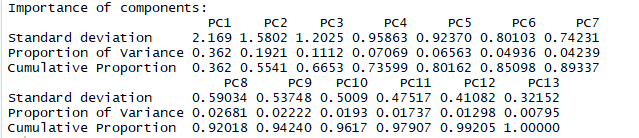 Importance of components:
PC1 PC2 PC3 PC4 PC5 PC6 PC7
Standard deviation 2.169 1.5802 1.2025 0.95863 0.92370 0.80103 0.74231
Proportion of Variance 0.362 0.1921 0.1112 0.07069 0.06563 0.04936 0.04239
Cumulative Proportion 0.362 0.5541 0.6653 0.73599 0.80162 0.85098 0.89337
PC8 PC9 PC10 PC11 PC12 PC13
Standard deviation 0.59034 0.53748 0.5009 0.47517 0.41082 0.32152
Proportion of Variance 0.02681 0.02222 0.0193 0.01737 0.01298 0.00795
Cumulative Proportion 0.92018 0.94240 0.9617 0.97907 0.99205 1.00000